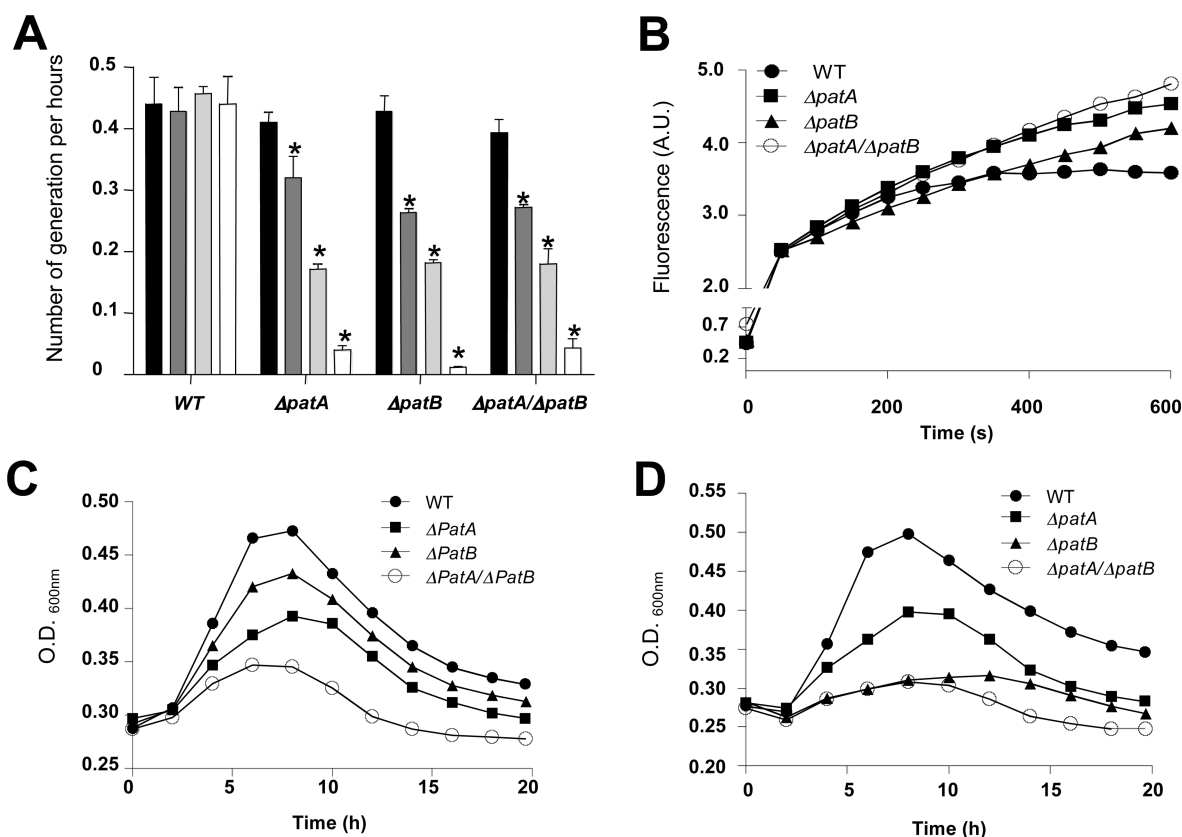 A
Number of generation per hours
0.5
0.4
0.3
0.2
0.1
0
* * *
* * *
* * *
WT ΔpatA ΔpatB ΔpatA/ΔpatB
B
Fluorescence (A.U.)
5.0
4.0
3.0
2.0
0.7
0.2
WT
ΔpatA
ΔpatB
ΔpatA/ΔpatB
0 200 400 600
Time (s)
C
O.D. 600nm
0.50
0.45
0.40
0.35
0.30
0.25
WT
ΔPatA
ΔPatB
ΔPatA/ΔPatB
0 5 10 15 20
Time (h)
D
O.D. 600nm
0.55
0.50
0.45
0.40
0.35
0.30
0.25
0.20
WT
ΔpatA
ΔpatB
ΔpatA/ΔpatB
0 5 10 15 20
Time (h)